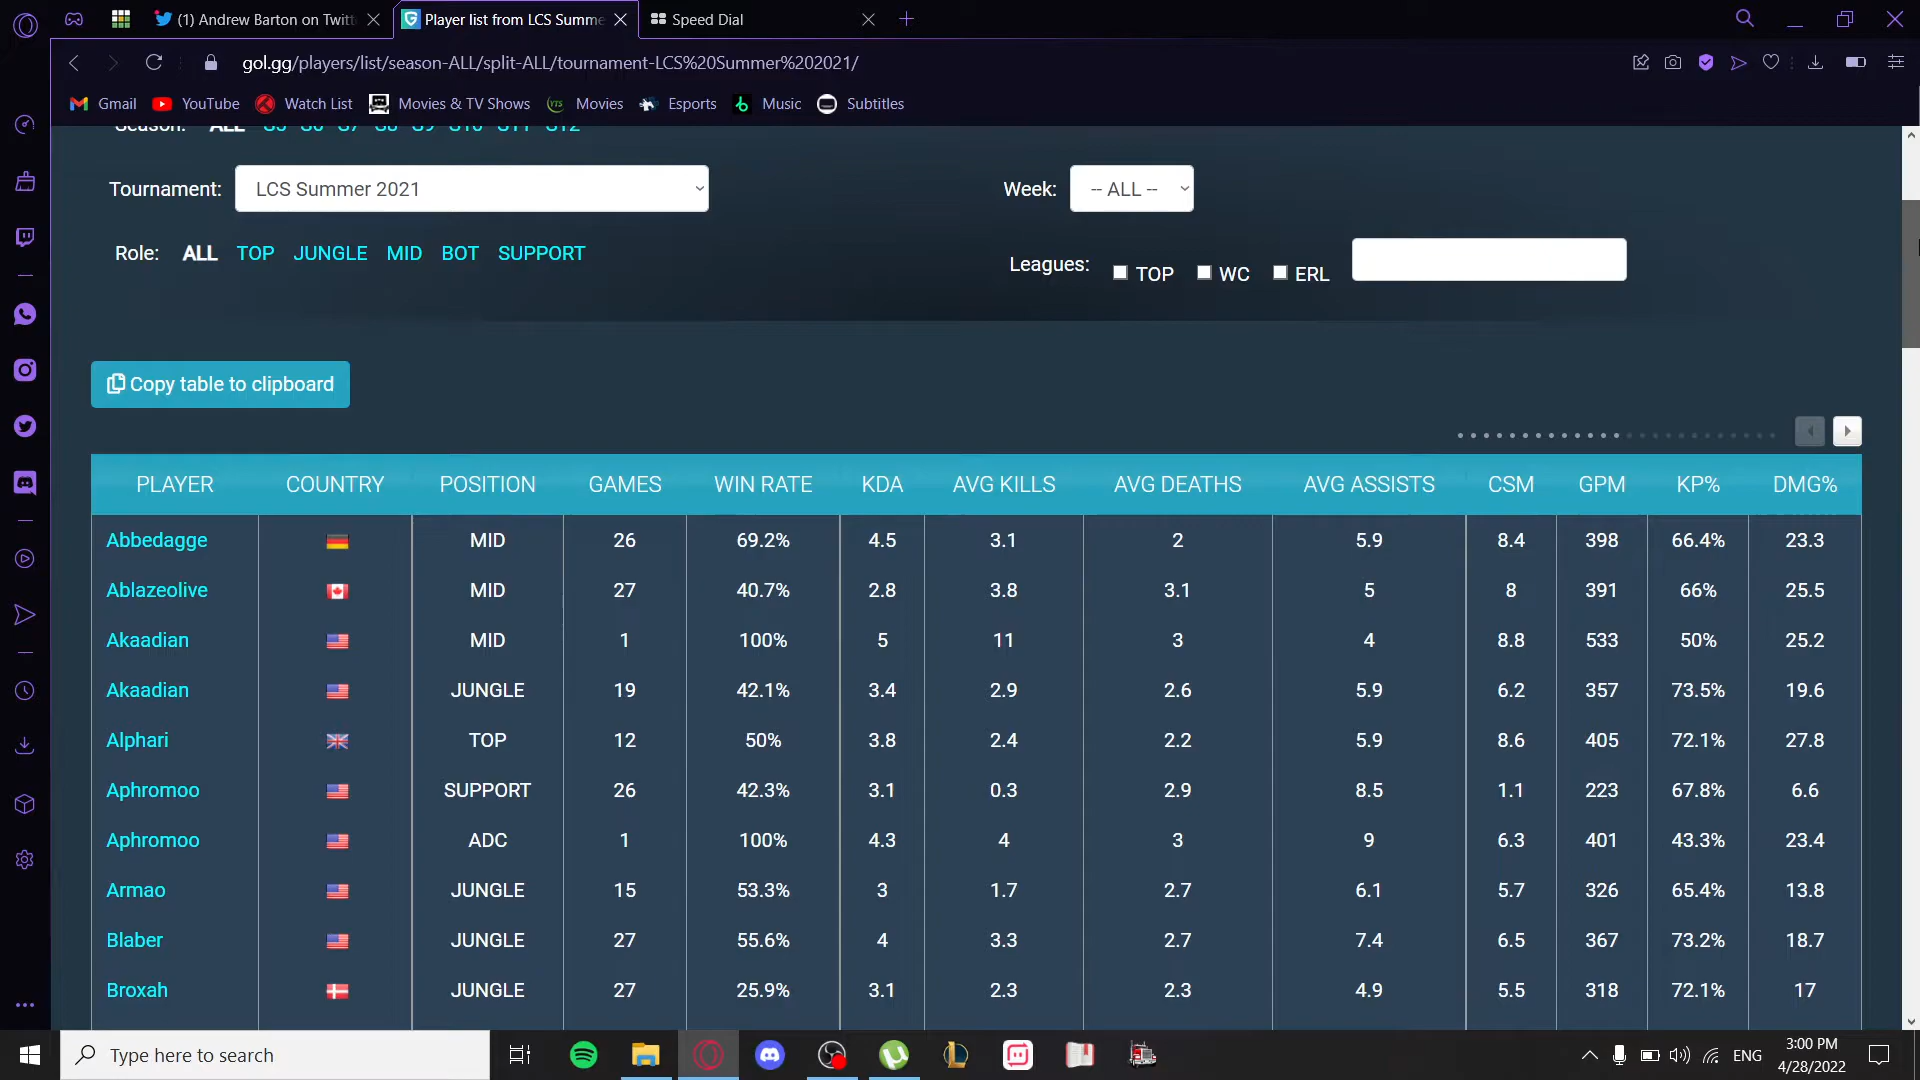 (1) Andrew Barton on Twitt
Player list from LCS Summe
Speed Dial
gol.gg/players/list/season-ALL/split-ALL/tournament-LCS%20Summer%202021/
Gmail YouTube Watch List Movies & TV Shows Movies Esports Music Subtitles
Season: ALL S3 S6 S7 S8 S9 S10 S11 S12
Tournament: LCS Summer 2021 Week: -- ALL --
Role: ALL TOP JUNGLE MID BOT SUPPORT Leagues: TOP WC ERL
Copy table to clipboard
PLAYER COUNTRY POSITION GAMES WIN RATE KDA AVG KILLS AVG DEATHS AVG ASSISTS CSM GPM KP% DMG%
Abbedagge MID 26 69.2% 4.5 3.1 2 5.9 8.4 398 66.4% 23.3
Ablazeolive MID 27 40.7% 2.8 3.8 3.1 5 8 391 66% 25.5
Akaadian MID 1 100% 5 11 3 4 8.8 533 50% 25.2
Akaadian JUNGLE 19 42.1% 3.4 2.9 2.6 5.9 6.2 357 73.5% 19.6
Alphari TOP 12 50% 3.8 2.4 2.2 5.9 8.6 405 72.1% 27.8
Aphromoo SUPPORT 26 42.3% 3.1 0.3 2.9 8.5 1.1 223 67.8% 6.6
Aphromoo ADC 1 100% 4.3 4 3 9 6.3 401 43.3% 23.4
Armao JUNGLE 15 53.3% 3 1.7 2.7 6.1 5.7 326 65.4% 13.8
Blaber JUNGLE 27 55.6% 4 3.3 2.7 7.4 6.5 367 73.2% 18.7
Broxah JUNGLE 27 25.9% 3.1 2.3 2.3 4.9 5.5 318 72.1% 17
Type here to search
ENG
3:00 PM
4/28/2022